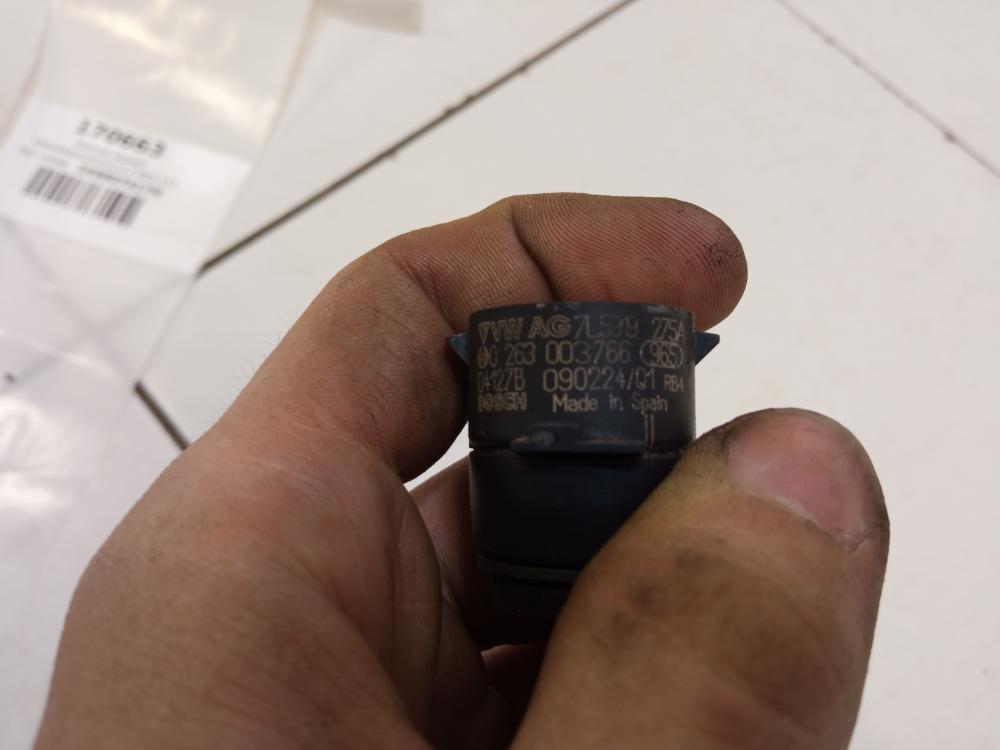 170663
VW AG 7L5919 275A
0 263 003766 (965)
04127B 090224/Q1 RB4
BOSCH Made in Spain